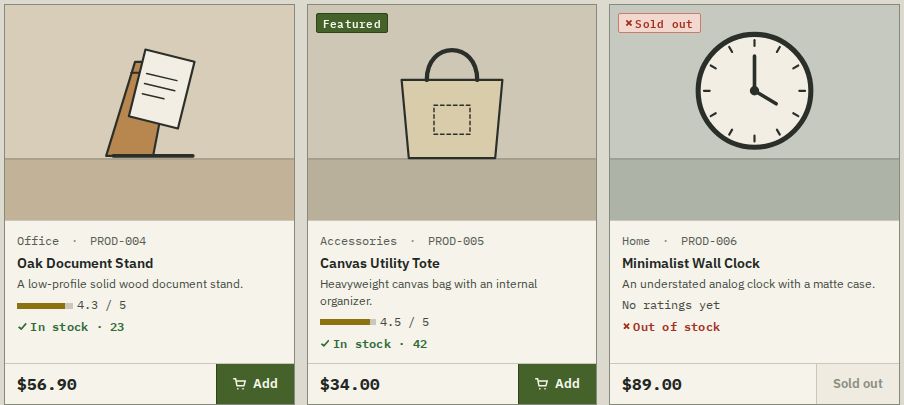 Office · PROD-004
Oak Document Stand
A low-profile solid wood document stand.
4.3 / 5
In stock · 23
$56.90
Add
Featured
Accessories · PROD-005
Canvas Utility Tote
Heavyweight canvas bag with an internal
organizer.
4.5 / 5
In stock · 42
$34.00
Add
Sold out
Home · PROD-006
Minimalist Wall Clock
An understated analog clock with a matte case.
No ratings yet
Out of stock
$89.00
Sold out